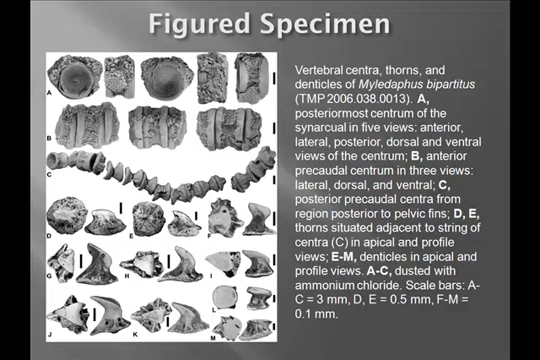 Figured Specimen
Vertebral centra, thorns, and
denticles of Myledaphus bipartitus
(TMP 2006.038.0013). A,
posteriormost centrum of the
synarcual in five views: anterior,
lateral, posterior, dorsal and ventral
views of the centrum; B, anterior
precaudal centrum in three views:
lateral, dorsal, and ventral; C,
posterior precaudal centra from
region posterior to pelvic fins; D, E,
thorns situated adjacent to string of
centra (C) in apical and profile
views; E-M, denticles in apical and
profile views. A-C, dusted with
ammonium chloride. Scale bars: A-
C = 3 mm, D, E = 0.5 mm, F-M =
0.1 mm.
A
B
C
D
E
F
G
H
I
L
J
K
M